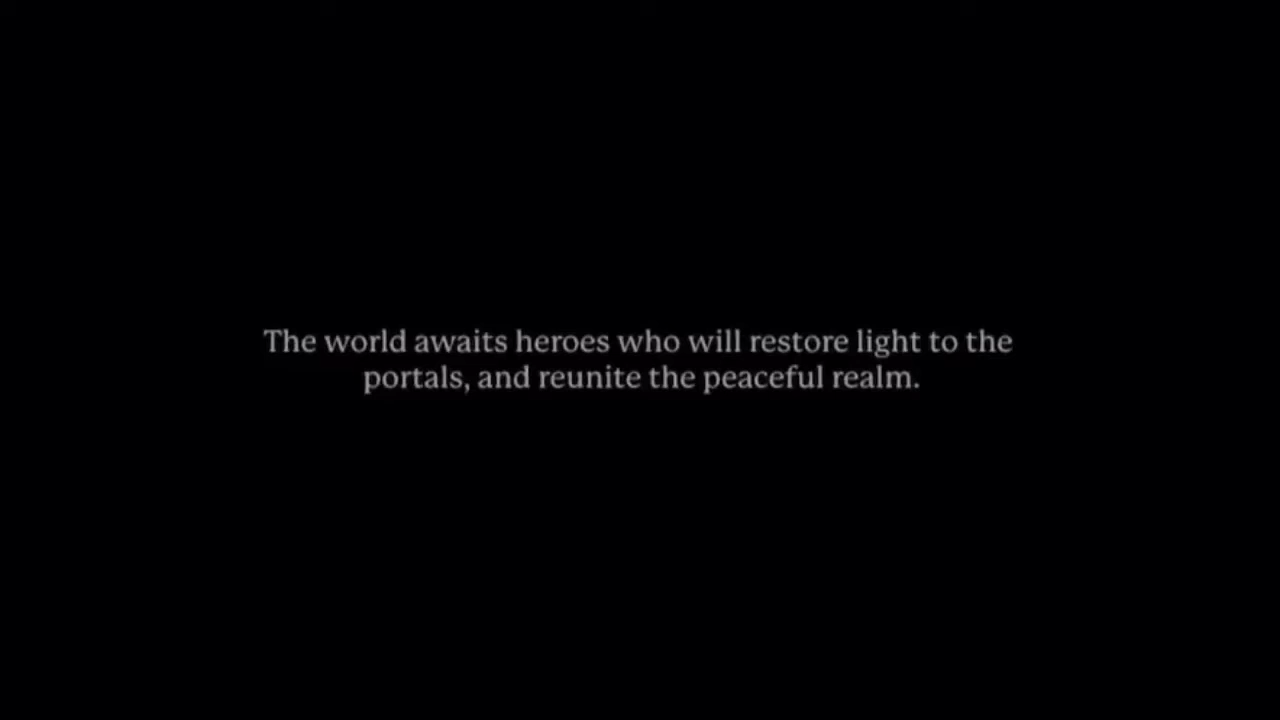 The world awaits heroes who will restore light to the
portals, and reunite the peaceful realm.